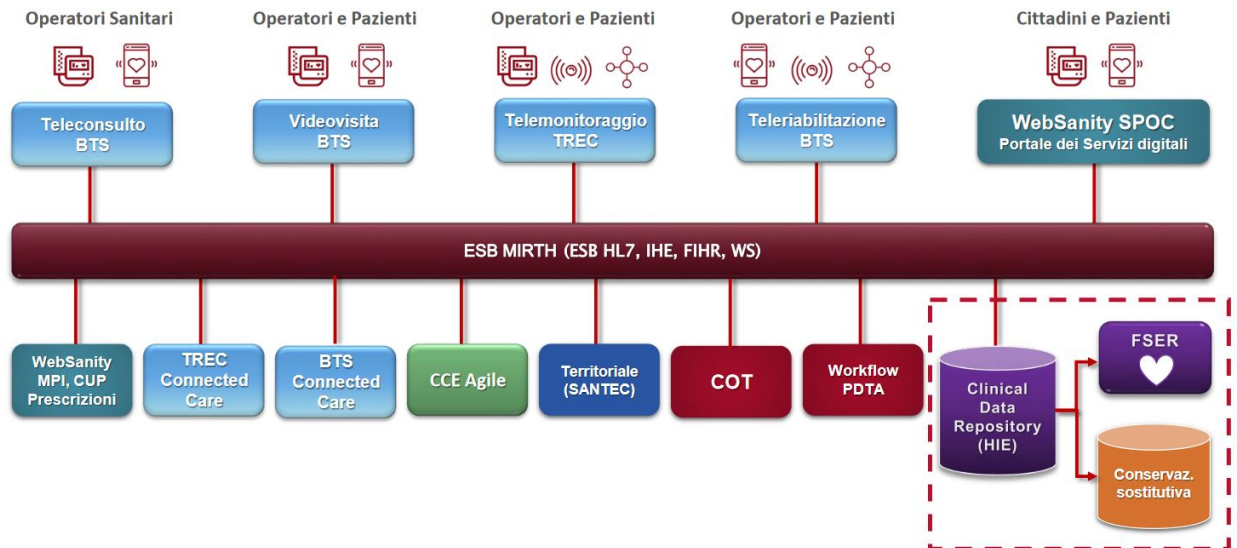 Operatori Sanitari
Operatori e Pazienti
Operatori e Pazienti
Operatori e Pazienti
Cittadini e Pazienti
Teleconsulto
BTS
Videovisita
BTS
Telemonitoraggio
TREC
Teleriabilitazione
BTS
WebSanity SPOC
Portale dei Servizi digitali
ESB MIRTH (ESB HL7, IHE, FIHR, WS)
WebSanity
MPI, CUP
Prescrizioni
TREC
Connected
Care
BTS
Connected
Care
CCE Agile
Territoriale
(SANTEC)
COT
Workflow
PDTA
Clinical
Data
Repository
(HIE)
FSER
Conservaz.
sostitutiva